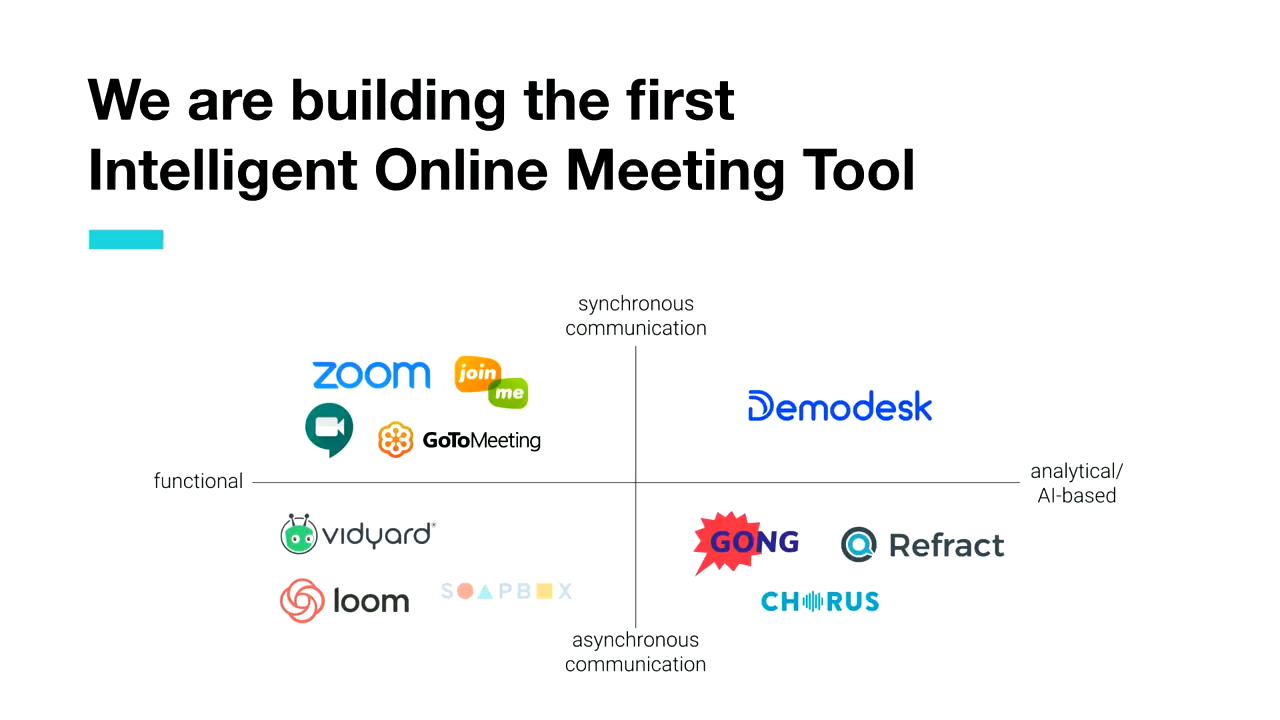 We are building the first
Intelligent Online Meeting Tool
synchronous
communication
zoom
join
me
Demodesk
GoToMeeting
functional
analytical/
AI-based
vidyard®
GONG
Refract
loom
SOAPBOX
CHORUS
asynchronous
communication